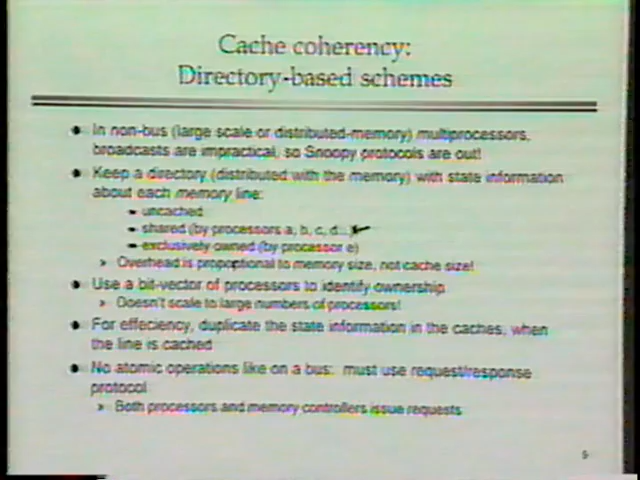 Cache coherency:
Directory-based schemes
● In non-bus (large scale or distributed-memory) multiprocessors,
broadcasts are impractical, so Snoopy protocols are out!
● Keep a directory (distributed with the memory) with state information
about each memory line:
– uncached
– shared (by processors a, b, c, d...)
– exclusively owned (by processor e)
» Overhead is proportional to memory size, not cache size!
● Use a bit-vector of processors to identify ownership
» Doesn't scale to large numbers of processors!
● For effeciency, duplicate the state information in the caches, when
the line is cached
● No atomic operations like on a bus: must use request/response
protocol
» Both processors and memory controllers issue requests